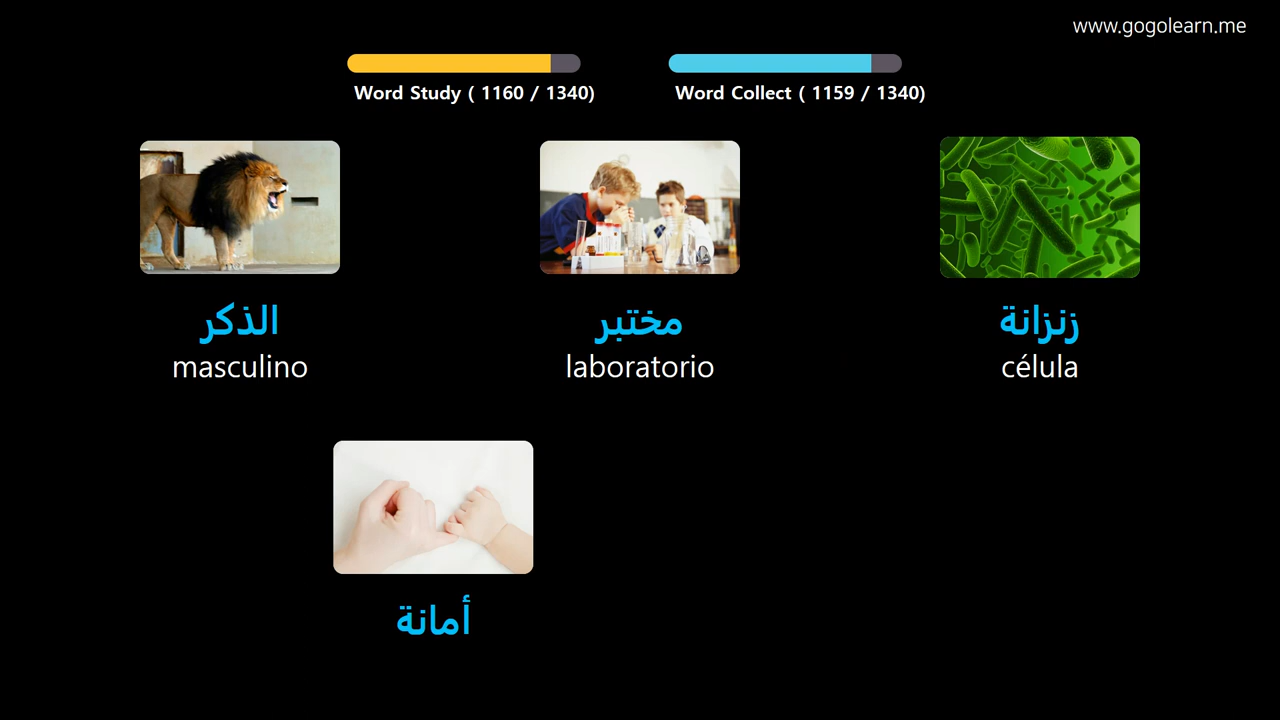 www.gogolearn.me
Word Study ( 1160 / 1340)
Word Collect ( 1159 / 1340)
الذكر
masculino
مختبر
laboratorio
زنزانة
célula
أمانة